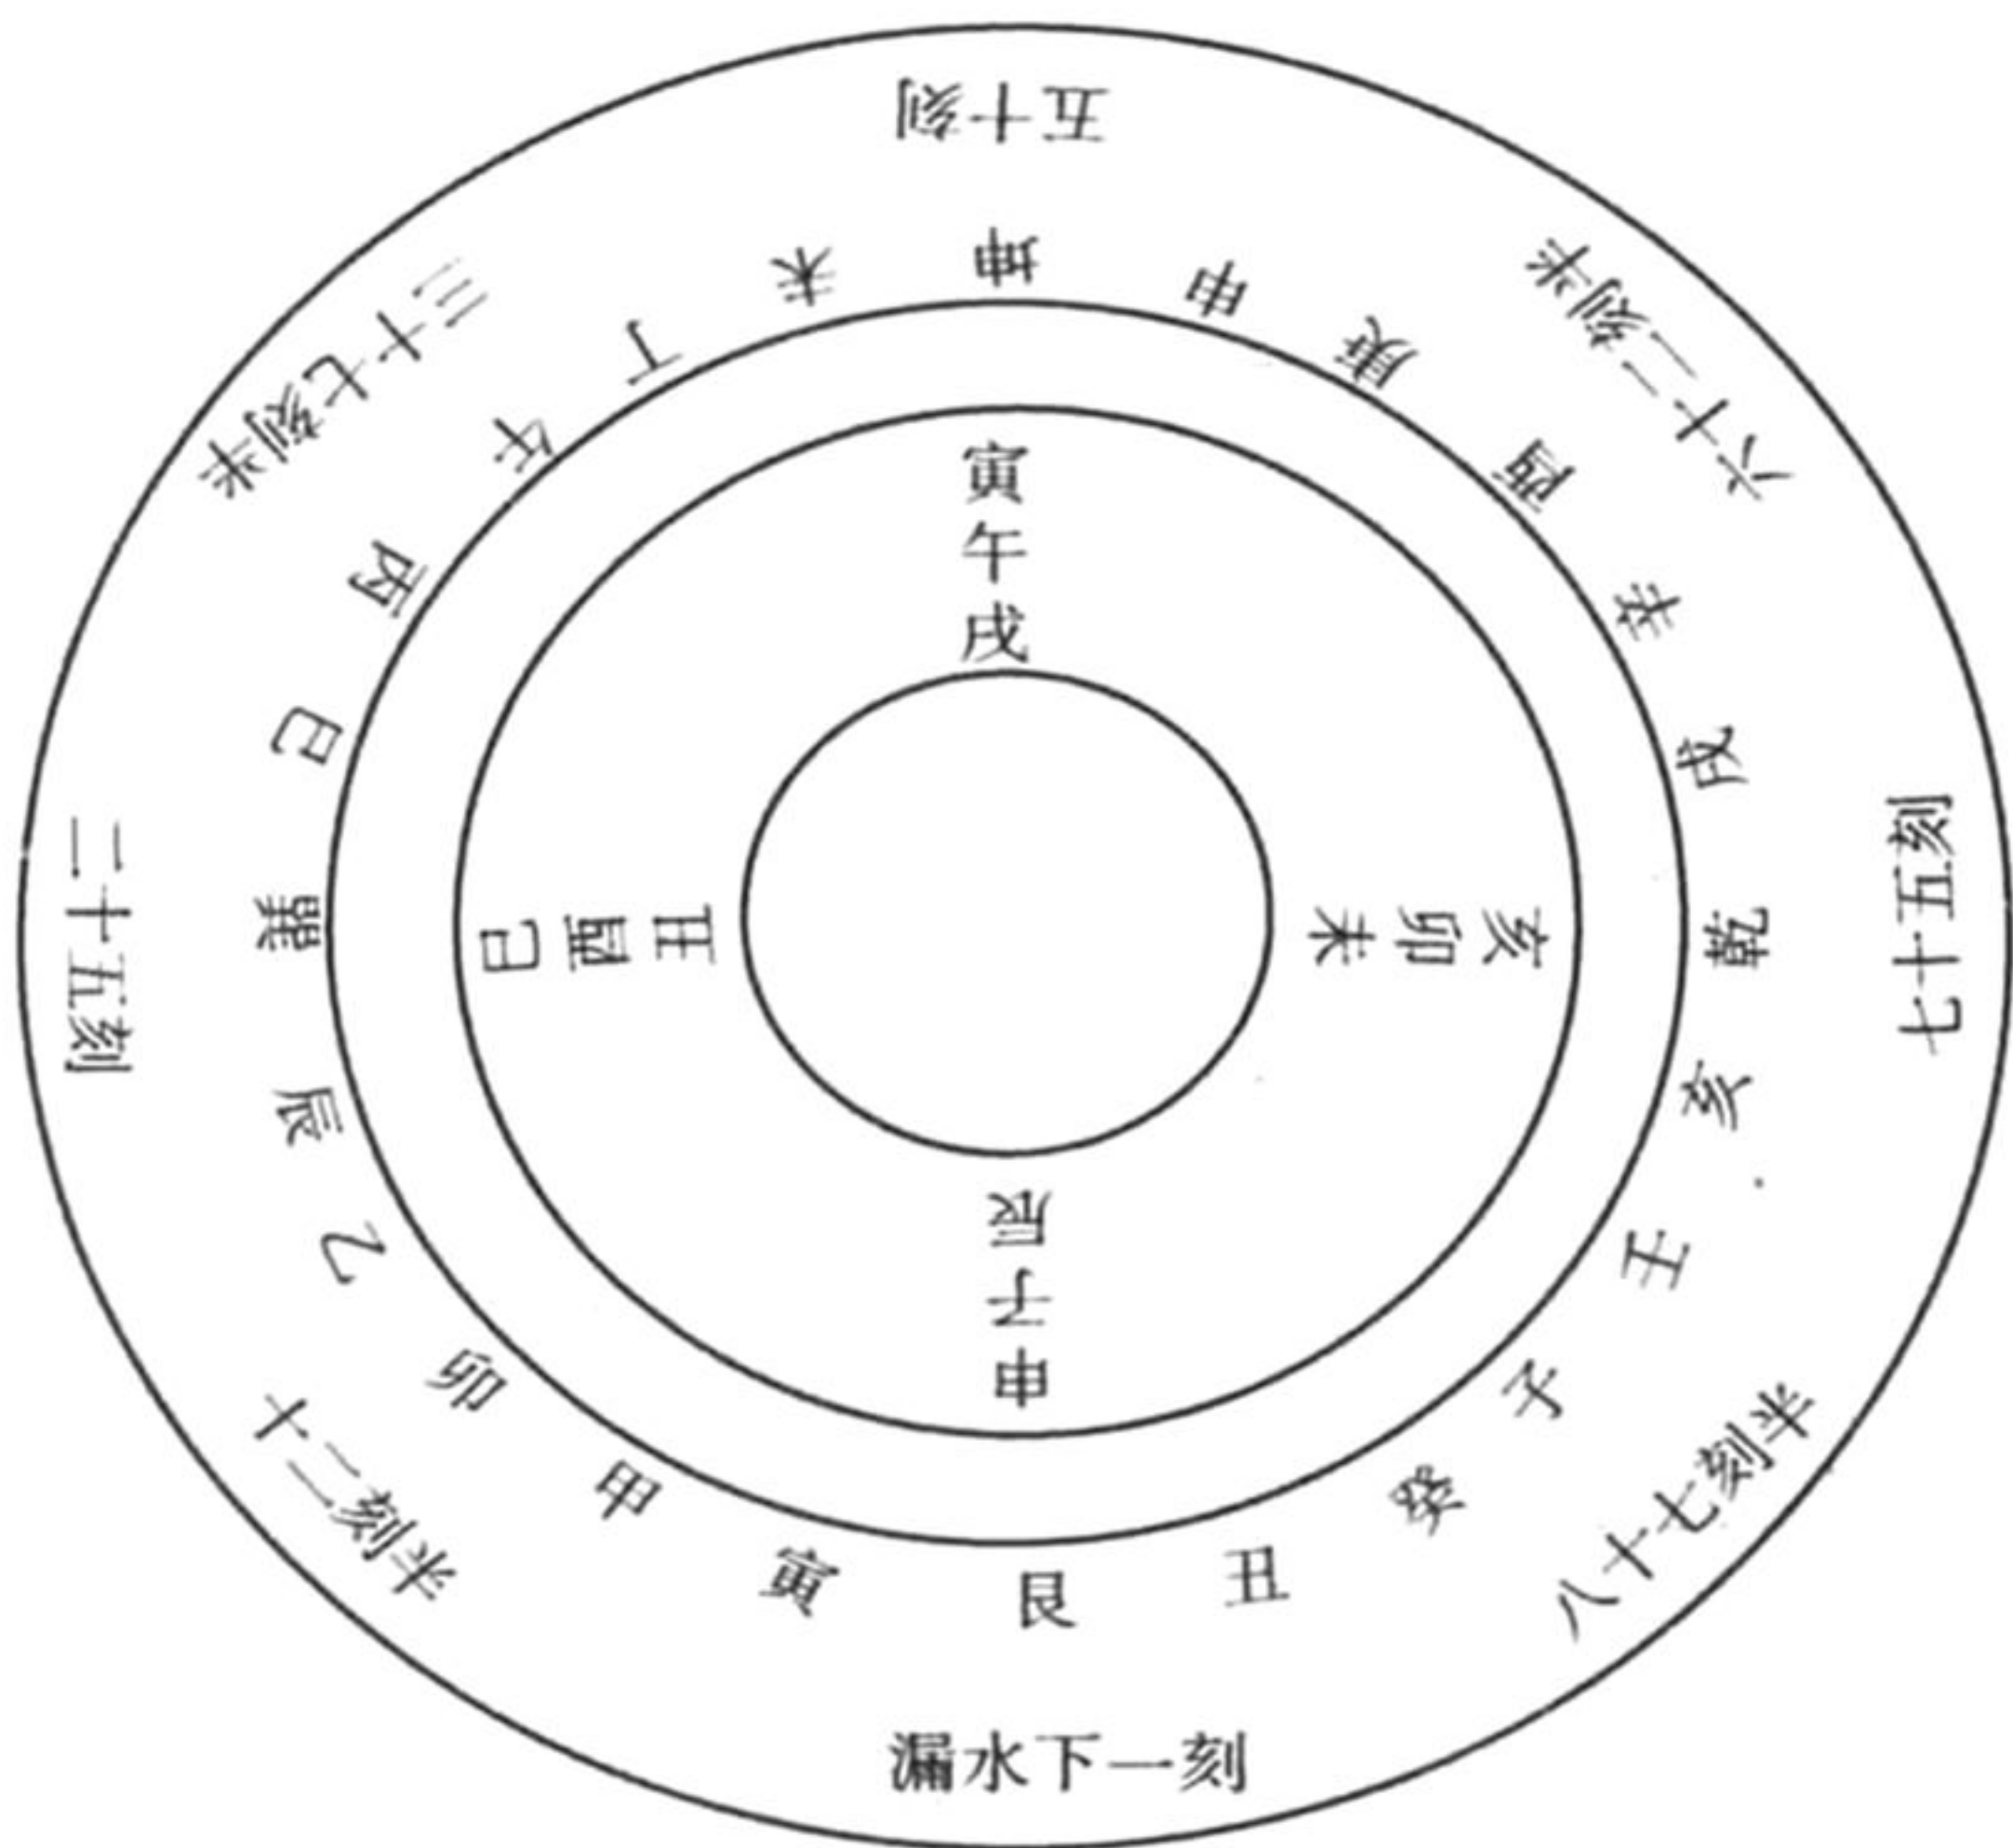 漏水下一刻
十二刻半
二十五刻
三十七刻半
五十刻
六十二刻半
七十五刻
八十七刻半
艮
寅
甲
卯
乙
辰
巽
巳
丙
午
丁
未
坤
申
庚
酉
辛
戌
乾
亥
壬
子
癸
丑
寅午戌
亥卯未
申子辰
巳酉丑